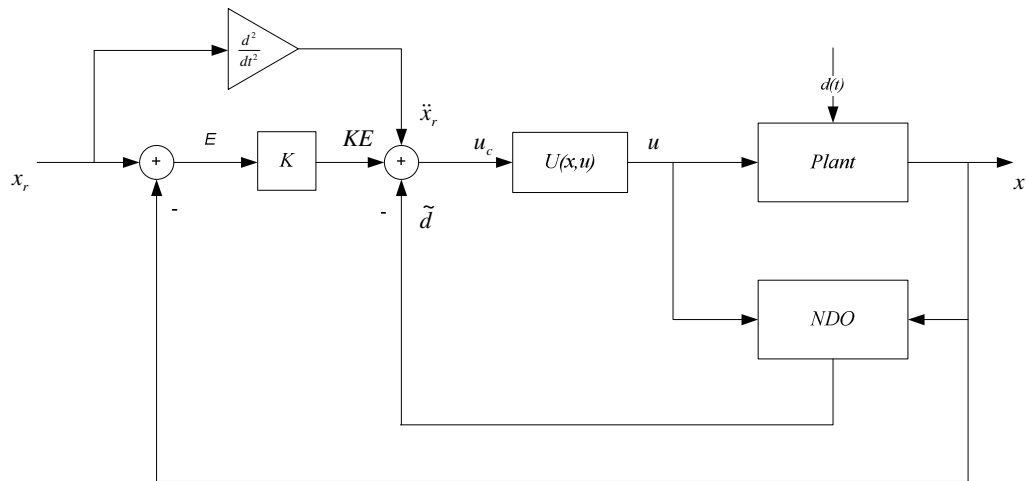 d²/dt²
d(t)
ẍ_r
+
E
K
KE
+
u_c
U(x,u)
u
Plant
x_r
x
-
-
d̃
NDO